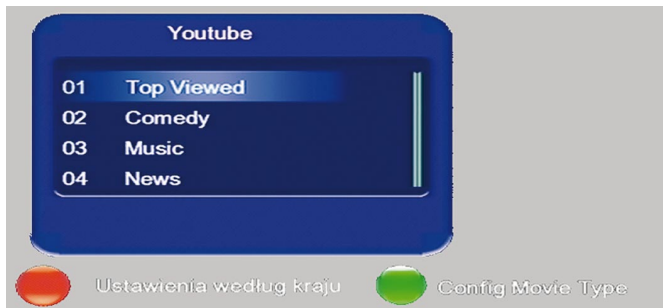 Youtube
01 Top Viewed
02 Comedy
03 Music
04 News
Ustawienia według kraju Config Movie Type